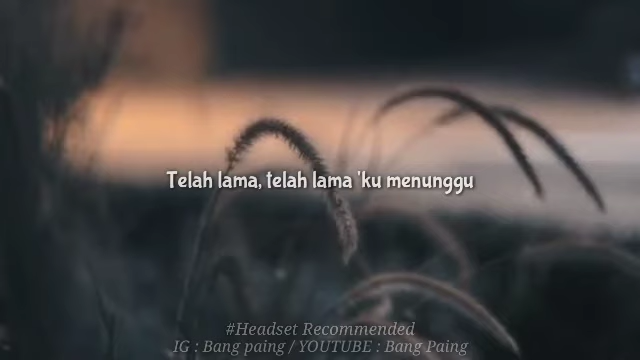 Telah lama, telah lama 'ku menunggu
#Headset Recommended
IG : Bang paing / YOUTUBE : Bang Paing